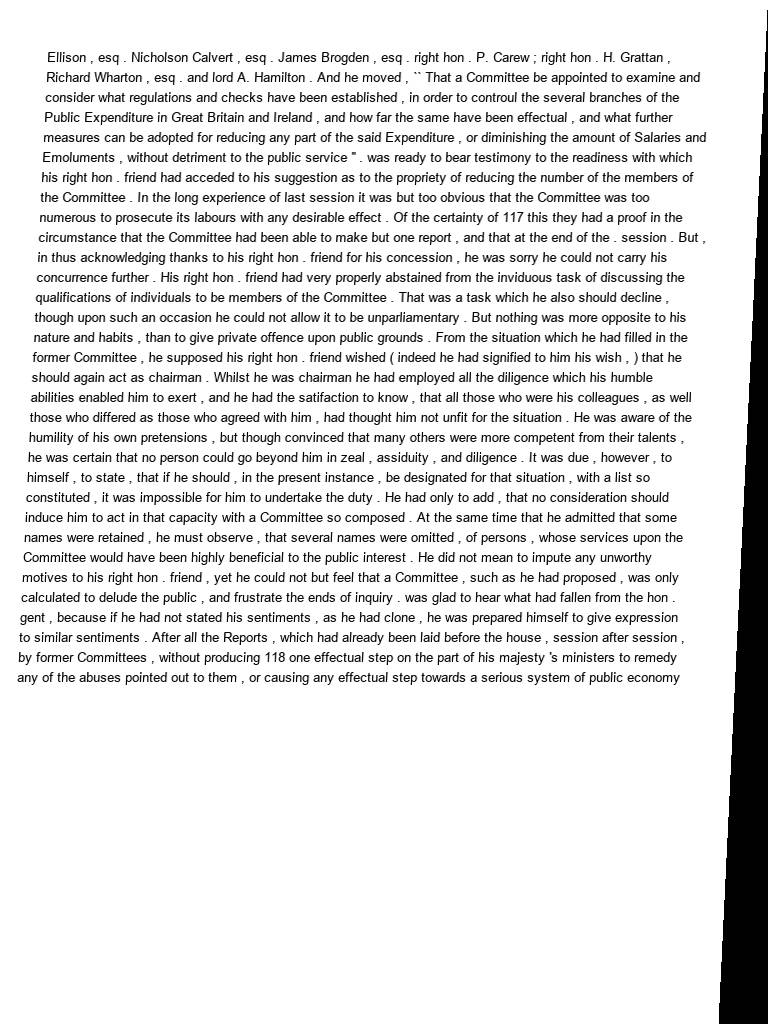 Ellison , esq . Nicholson Calvert , esq . James Brogden , esq . right hon . P. Carew ; right hon . H. Grattan ,
Richard Wharton , esq . and lord A. Hamilton . And he moved , `` That a Committee be appointed to examine and
consider what regulations and checks have been established , in order to controul the several branches of the
Public Expenditure in Great Britain and Ireland , and how far the same have been effectual , and what further
measures can be adopted for reducing any part of the said Expenditure , or diminishing the amount of Salaries and
Emoluments , without detriment to the public service " . was ready to bear testimony to the readiness with which
his right hon . friend had acceded to his suggestion as to the propriety of reducing the number of the members of
the Committee . In the long experience of last session it was but too obvious that the Committee was too
numerous to prosecute its labours with any desirable effect . Of the certainty of 117 this they had a proof in the
circumstance that the Committee had been able to make but one report , and that at the end of the . session . But ,
in thus acknowledging thanks to his right hon . friend for his concession , he was sorry he could not carry his
concurrence further . His right hon . friend had very properly abstained from the inviduous task of discussing the
qualifications of individuals to be members of the Committee . That was a task which he also should decline ,
though upon such an occasion he could not allow it to be unparliamentary . But nothing was more opposite to his
nature and habits , than to give private offence upon public grounds . From the situation which he had filled in the
former Committee , he supposed his right hon . friend wished ( indeed he had signified to him his wish , ) that he
should again act as chairman . Whilst he was chairman he had employed all the diligence which his humble
abilities enabled him to exert , and he had the satifaction to know , that all those who were his colleagues , as well
those who differed as those who agreed with him , had thought him not unfit for the situation . He was aware of the
humility of his own pretensions , but though convinced that many others were more competent from their talents ,
he was certain that no person could go beyond him in zeal , assiduity , and diligence . It was due , however , to
himself , to state , that if he should , in the present instance , be designated for that situation , with a list so
constituted , it was impossible for him to undertake the duty . He had only to add , that no consideration should
induce him to act in that capacity with a Committee so composed . At the same time that he admitted that some
names were retained , he must observe , that several names were omitted , of persons , whose services upon the
Committee would have been highly beneficial to the public interest . He did not mean to impute any unworthy
motives to his right hon . friend , yet he could not but feel that a Committee , such as he had proposed , was only
calculated to delude the public , and frustrate the ends of inquiry . was glad to hear what had fallen from the hon .
gent , because if he had not stated his sentiments , as he had clone , he was prepared himself to give expression
to similar sentiments . After all the Reports , which had already been laid before the house , session after session ,
by former Committees , without producing 118 one effectual step on the part of his majesty 's ministers to remedy
any of the abuses pointed out to them , or causing any effectual step towards a serious system of public economy